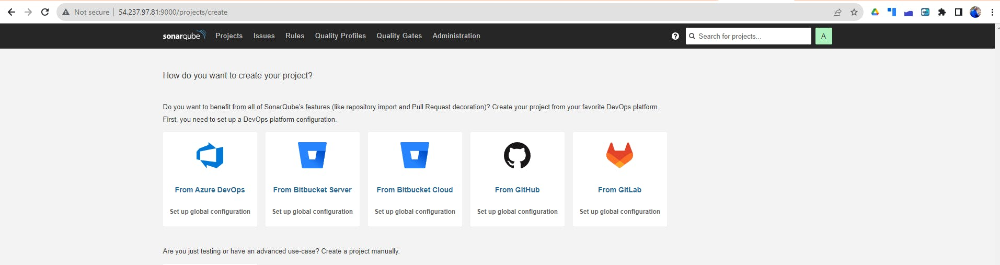 Not secure 54.237.97.81:9000/projects/create
sonarqube Projects Issues Rules Quality Profiles Quality Gates Administration ? Search for projects... A
How do you want to create your project?
Do you want to benefit from all of SonarQube's features (like repository import and Pull Request decoration)? Create your project from your favorite DevOps platform.
First, you need to set up a DevOps platform configuration.
From Azure DevOps From Bitbucket Server From Bitbucket Cloud From GitHub From GitLab
Set up global configuration Set up global configuration Set up global configuration Set up global configuration Set up global configuration
Are you just testing or have an advanced use-case? Create a project manually.